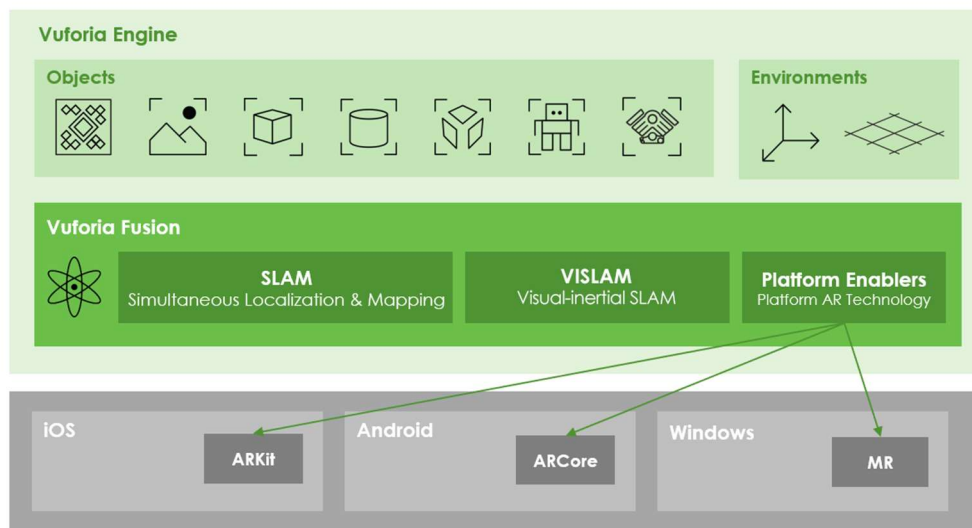 Vuforia Engine
Objects
Environments
Vuforia Fusion
SLAM
Simultaneous Localization & Mapping
VISLAM
Visual-inertial SLAM
Platform Enablers
Platform AR Technology
iOS
ARKit
Android
ARCore
Windows
MR